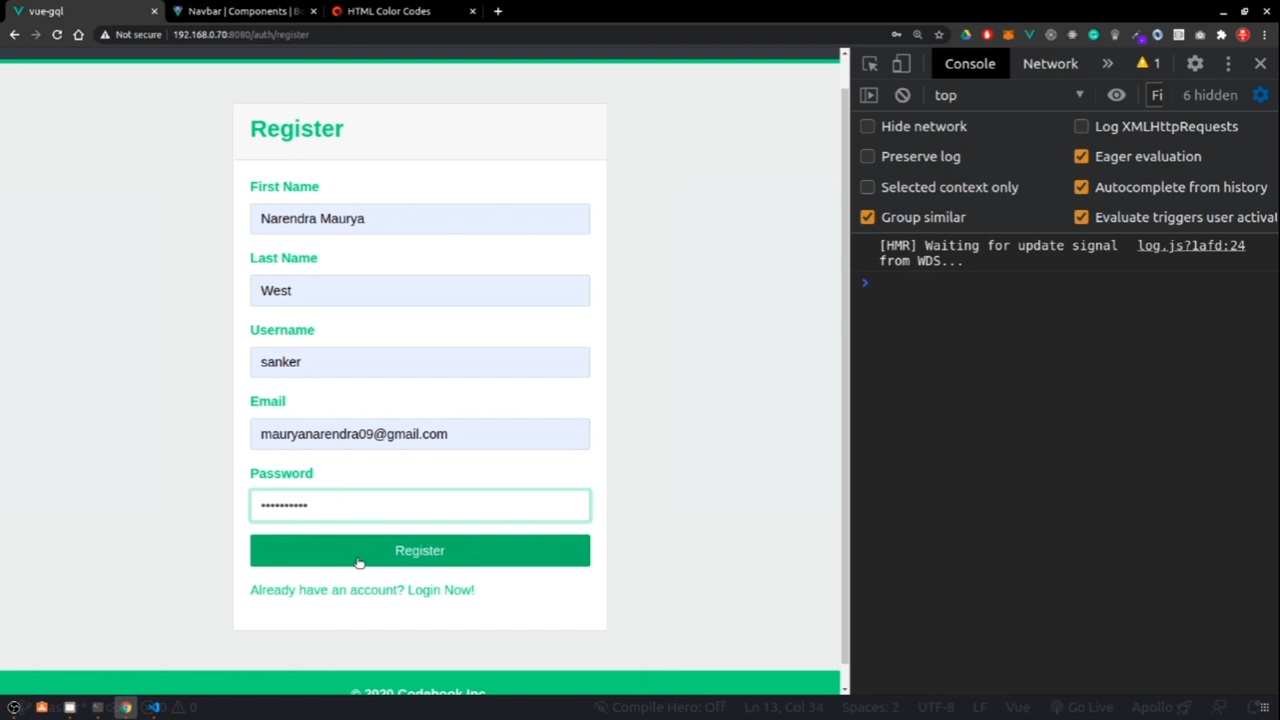 vue-gql
Navbar | Components | Bo
HTML Color Codes
Not secure
192.168.0.70:8080/auth/register
Register
First Name
Narendra Maurya
Last Name
West
Username
sanker
Email
mauryanarendra09@gmail.com
Password
••••••••••
Register
Already have an account? Login Now!
© 2020 Codebook Inc
Console
Network
1
top
Fi
6 hidden
Hide network
Log XMLHttpRequests
Preserve log
Eager evaluation
Selected context only
Autocomplete from history
Group similar
Evaluate triggers user activat
[HMR] Waiting for update signal
from WDS...
log.js?1afd:24
0
0
Compile Hero: Off
Ln 13, Col 34
Spaces: 2
UTF-8
LF
Vue
Go Live
Apollo